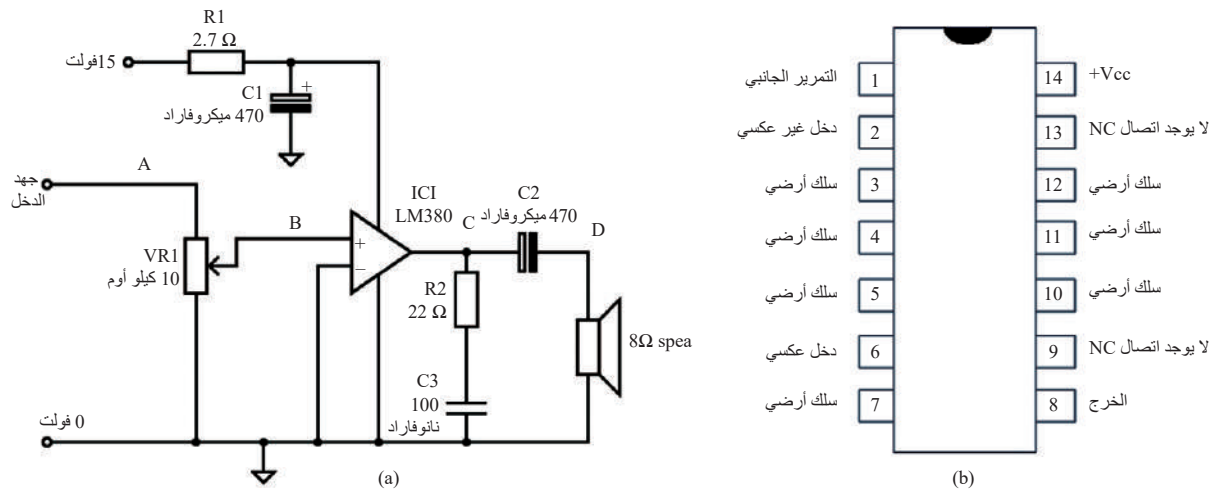 R1
2.7 Ω
15فولت
C1
470 ميكروفاراد
+
A
جهد
الدخل
B
VR1
10 كيلو أوم
ICI
LM380
+
−
C
C2
470 ميكروفاراد
D
R2
22 Ω
C3
100
نانوفاراد
8Ω spea
0 فولت
(a)
التمرير الجانبي 1
دخل غير عكسي 2
سلك أرضي 3
سلك أرضي 4
سلك أرضي 5
دخل عكسي 6
سلك أرضي 7
14 +Vcc
13 لا يوجد اتصال NC
12 سلك أرضي
11 سلك أرضي
10 سلك أرضي
9 لا يوجد اتصال NC
8 الخرج
(b)